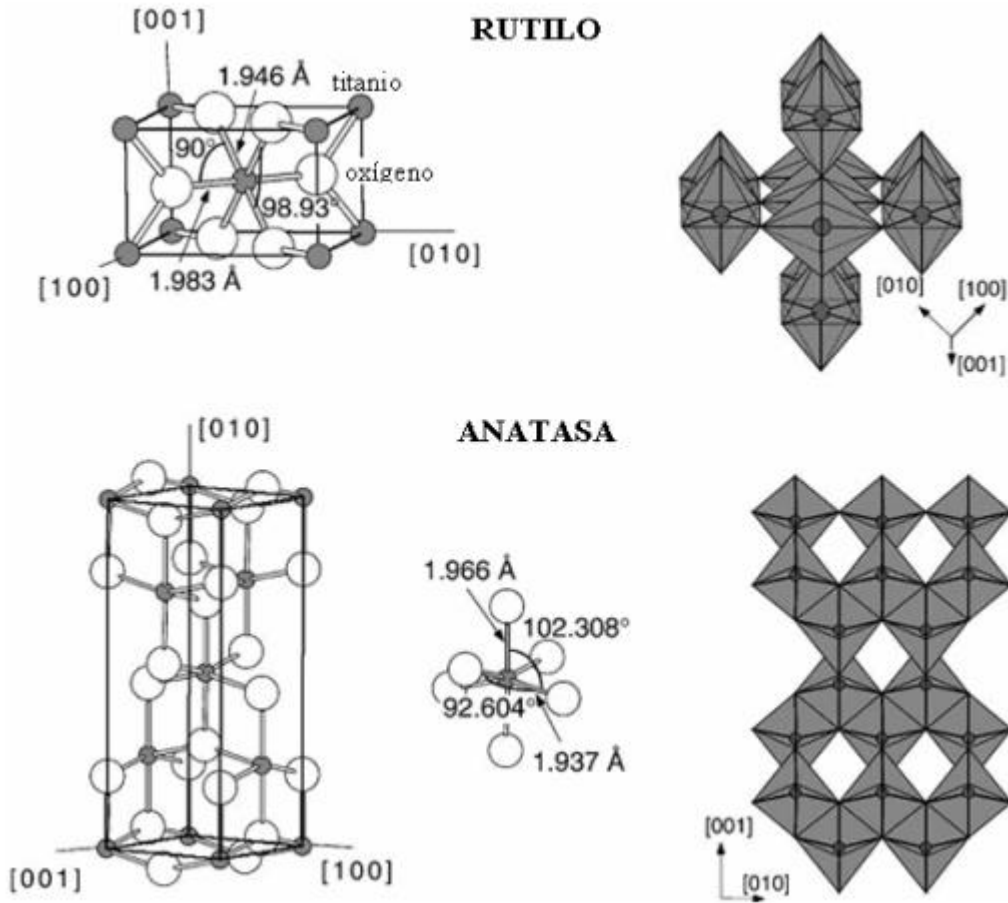 RUTILO
[001]
1.946 Å
titanio
90°
oxígeno
98.93°
[010]
[100]
1.983 Å
[010]
[100]
[001]
ANATASA
[010]
1.966 Å
102.308°
92.604°
1.937 Å
[001]
[100]
[001]
[010]